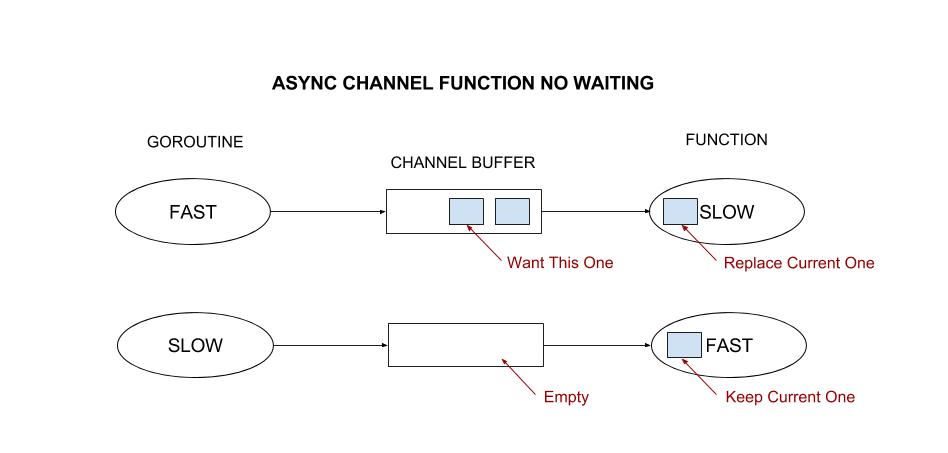 ASYNC CHANNEL FUNCTION NO WAITING
GOROUTINE
FUNCTION
CHANNEL BUFFER
FAST
SLOW
Want This One
Replace Current One
SLOW
FAST
Empty
Keep Current One